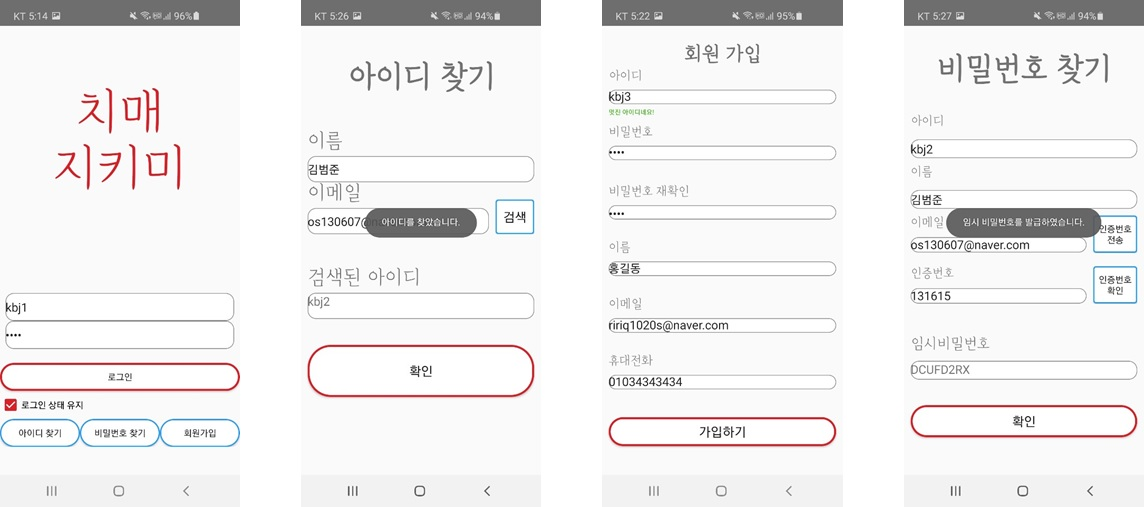 KT 5:14
96%
치매
지키미
kbj1
••••
로그인
로그인 상태 유지
아이디 찾기
비밀번호 찾기
회원가입
KT 5:26
94%
아이디 찾기
이름
김범준
이메일
os130607@
검색
아이디를 찾았습니다.
검색된 아이디
kbj2
확인
KT 5:22
95%
회원 가입
아이디
kbj3
멋진 아이디네요!
비밀번호
••••
비밀번호 재확인
••••
이름
홍길동
이메일
ririq1020s@naver.com
휴대전화
01034343434
가입하기
KT 5:27
94%
비밀번호 찾기
아이디
kbj2
이름
김범준
임시 비밀번호를 발급하였습니다.
이메일
os130607@naver.com
인증번호
전송
인증번호
131615
인증번호
확인
임시비밀번호
DCUFD2RX
확인